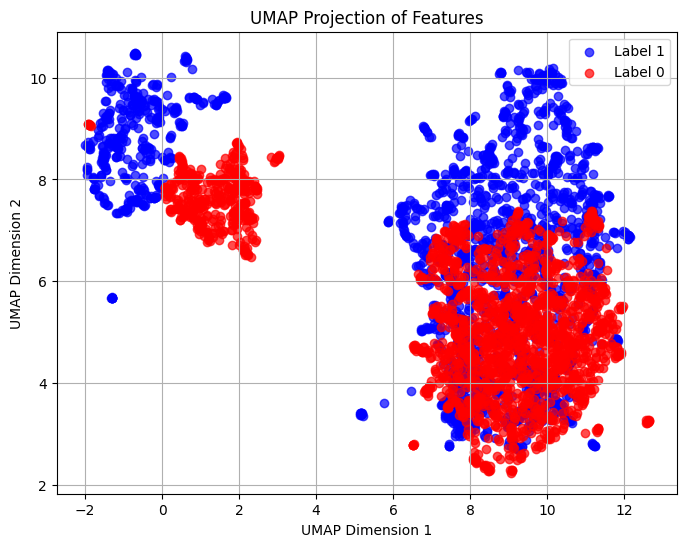 UMAP Projection of Features
Label 1
Label 0
10
8
6
4
2
UMAP Dimension 2
−2
0
2
4
6
8
10
12
UMAP Dimension 1